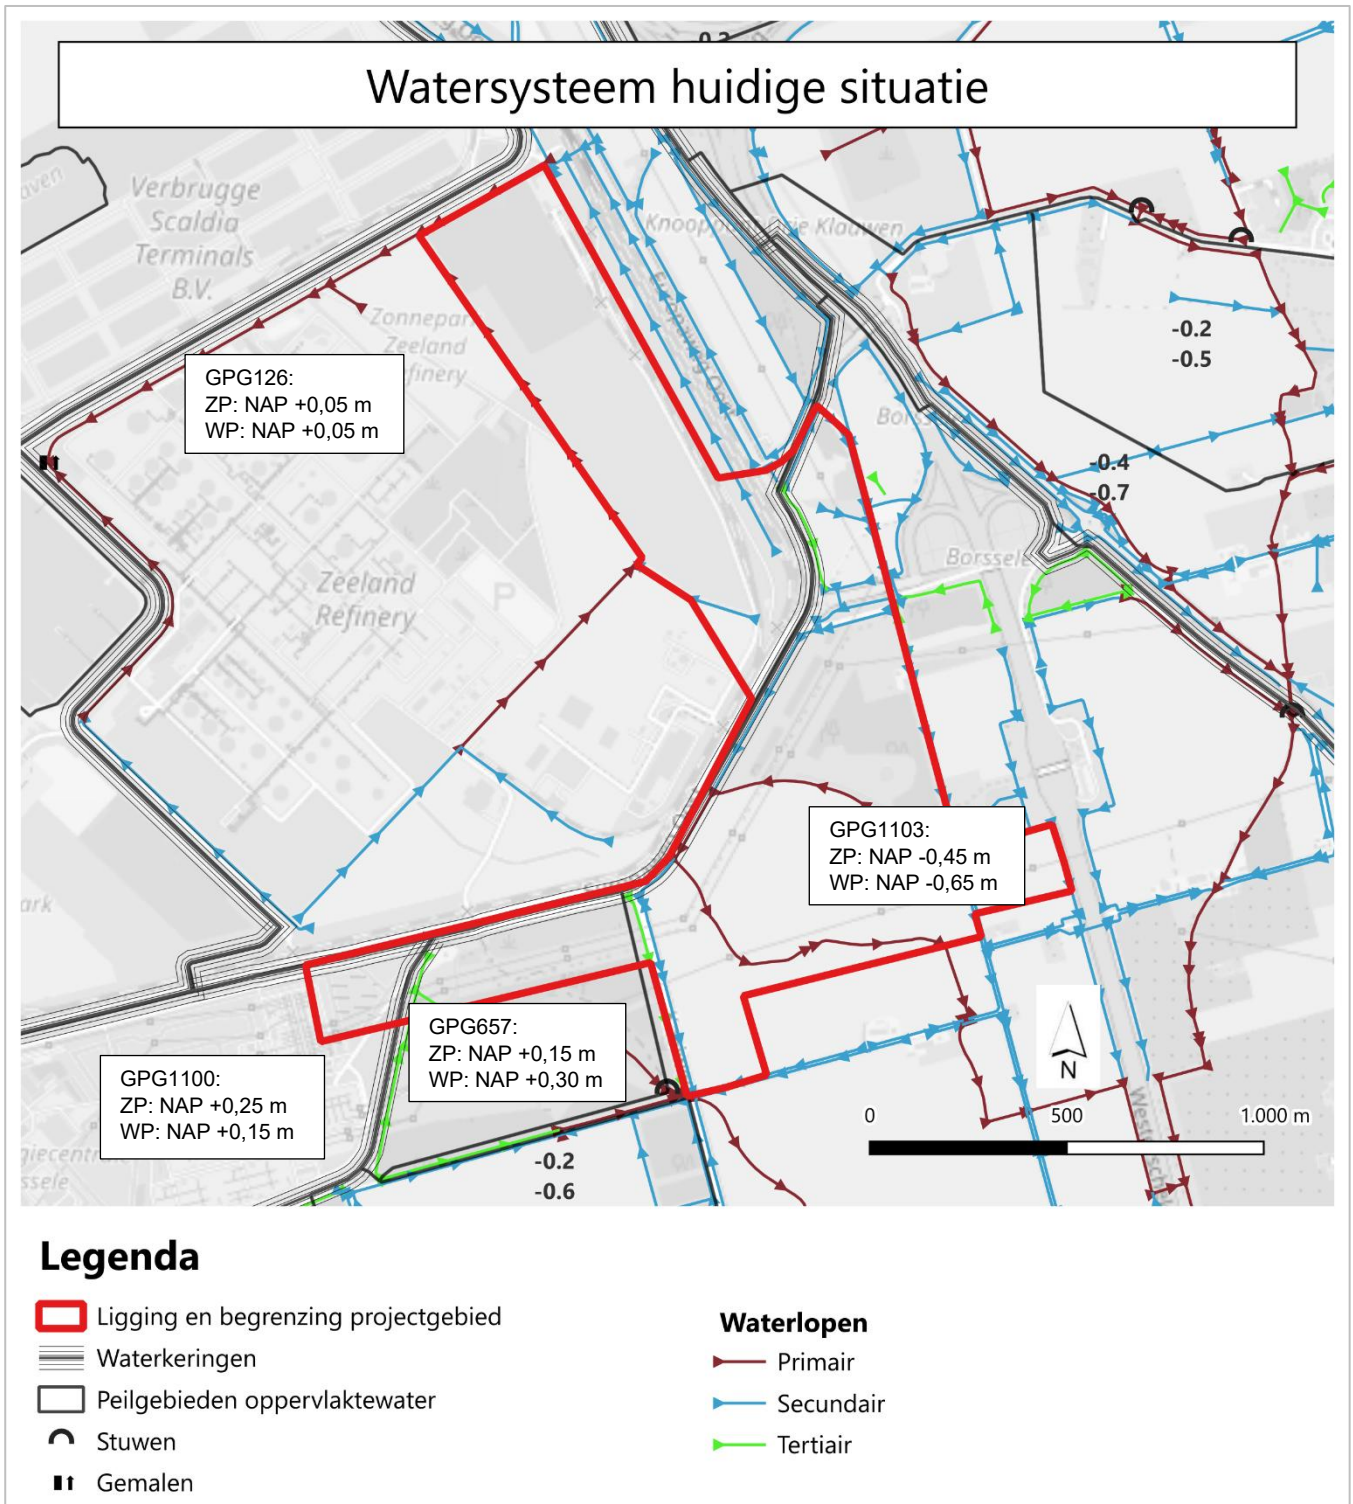 -0.3
Watersysteem huidige situatie
Verbrugge
Scaldia
Terminals
B.V.
Zonnepark
Zeeland
Refinery
GPG126:
ZP: NAP +0,05 m
WP: NAP +0,05 m
-0.2
-0.5
-0.4
-0.7
Borssele
Zeeland
Refinery
P
ark
GPG1103:
ZP: NAP -0,45 m
WP: NAP -0,65 m
GPG657:
ZP: NAP +0,15 m
WP: NAP +0,30 m
GPG1100:
ZP: NAP +0,25 m
WP: NAP +0,15 m
N
0 500 1.000 m
-0.2
-0.6
Legenda
Ligging en begrenzing projectgebied
Waterkeringen
Peilgebieden oppervlaktewater
Stuwen
Gemalen
Waterlopen
Primair
Secundair
Tertiair